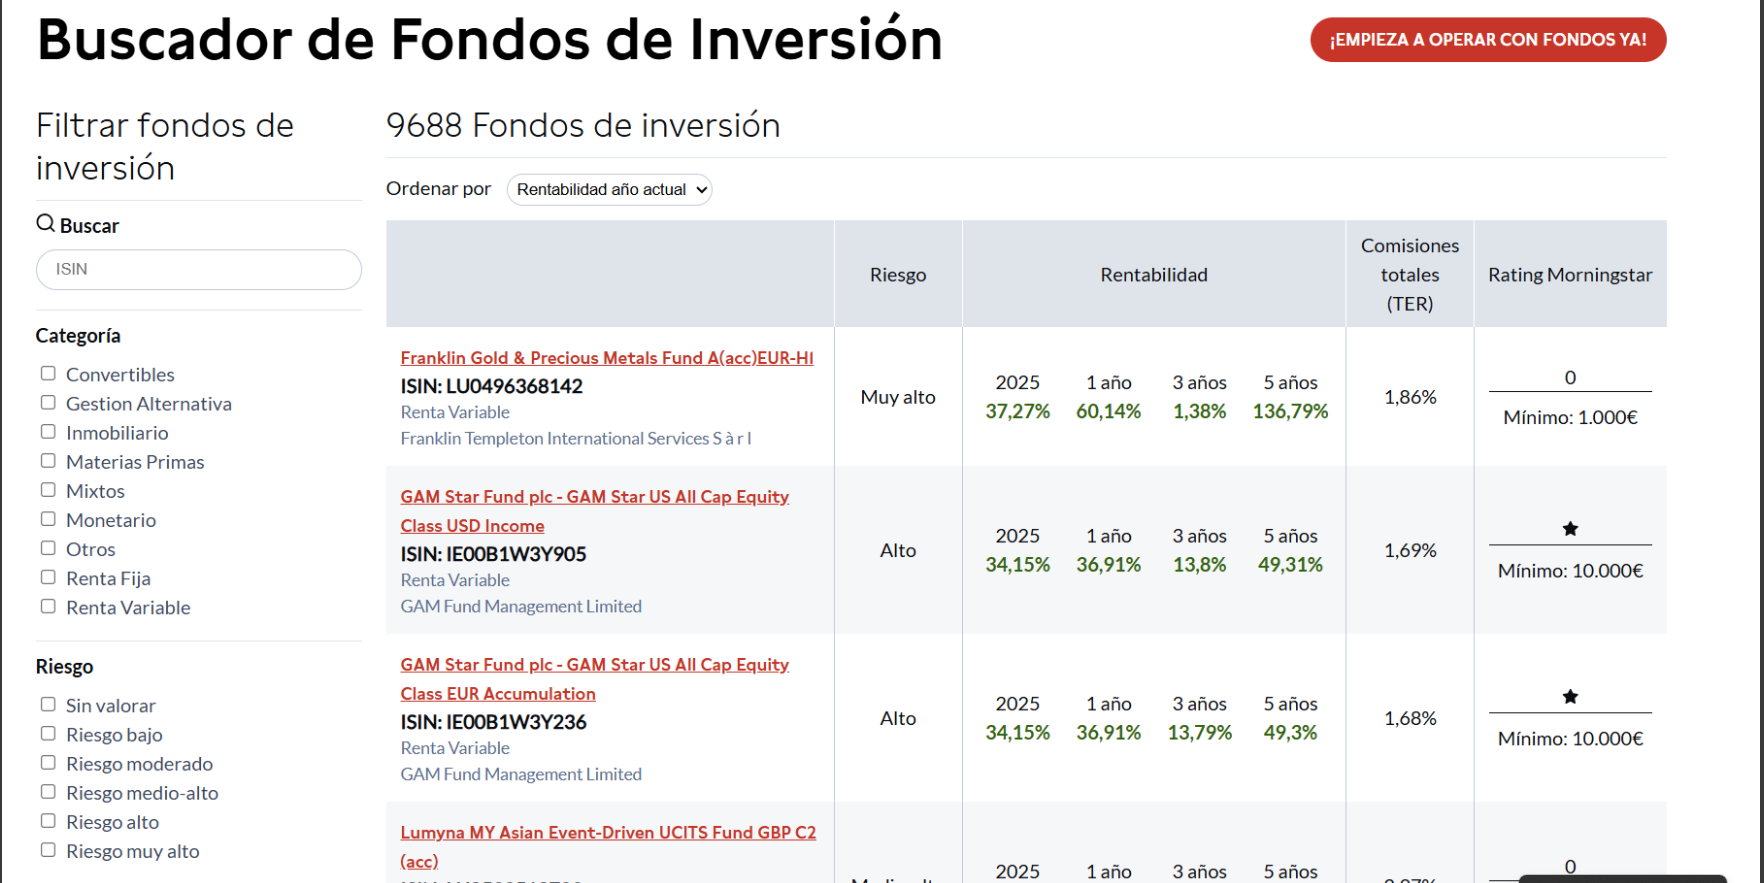 Buscador de Fondos de Inversión
¡EMPIEZA A OPERAR CON FONDOS YA!
Filtrar fondos de
inversión
Buscar
ISIN
Categoría
Convertibles
Gestion Alternativa
Inmobiliario
Materias Primas
Mixtos
Monetario
Otros
Renta Fija
Renta Variable
Riesgo
Sin valorar
Riesgo bajo
Riesgo moderado
Riesgo medio-alto
Riesgo alto
Riesgo muy alto
9688 Fondos de inversión
Ordenar por Rentabilidad año actual
Riesgo
Rentabilidad
Comisiones
totales
(TER)
Rating Morningstar
Franklin Gold & Precious Metals Fund A(acc)EUR-H1
ISIN: LU0496368142
Renta Variable
Franklin Templeton International Services S à r l
Muy alto
2025 1 año 3 años 5 años
37,27% 60,14% 1,38% 136,79%
1,86%
0
Mínimo: 1.000€
GAM Star Fund plc - GAM Star US All Cap Equity
Class USD Income
ISIN: IE00B1W3Y905
Renta Variable
GAM Fund Management Limited
Alto
2025 1 año 3 años 5 años
34,15% 36,91% 13,8% 49,31%
1,69%
★
Mínimo: 10.000€
GAM Star Fund plc - GAM Star US All Cap Equity
Class EUR Accumulation
ISIN: IE00B1W3Y236
Renta Variable
GAM Fund Management Limited
Alto
2025 1 año 3 años 5 años
34,15% 36,91% 13,79% 49,3%
1,68%
★
Mínimo: 10.000€
Lumyna MY Asian Event-Driven UCITS Fund GBP C2
(acc)
2025 1 año 3 años 5 años
0